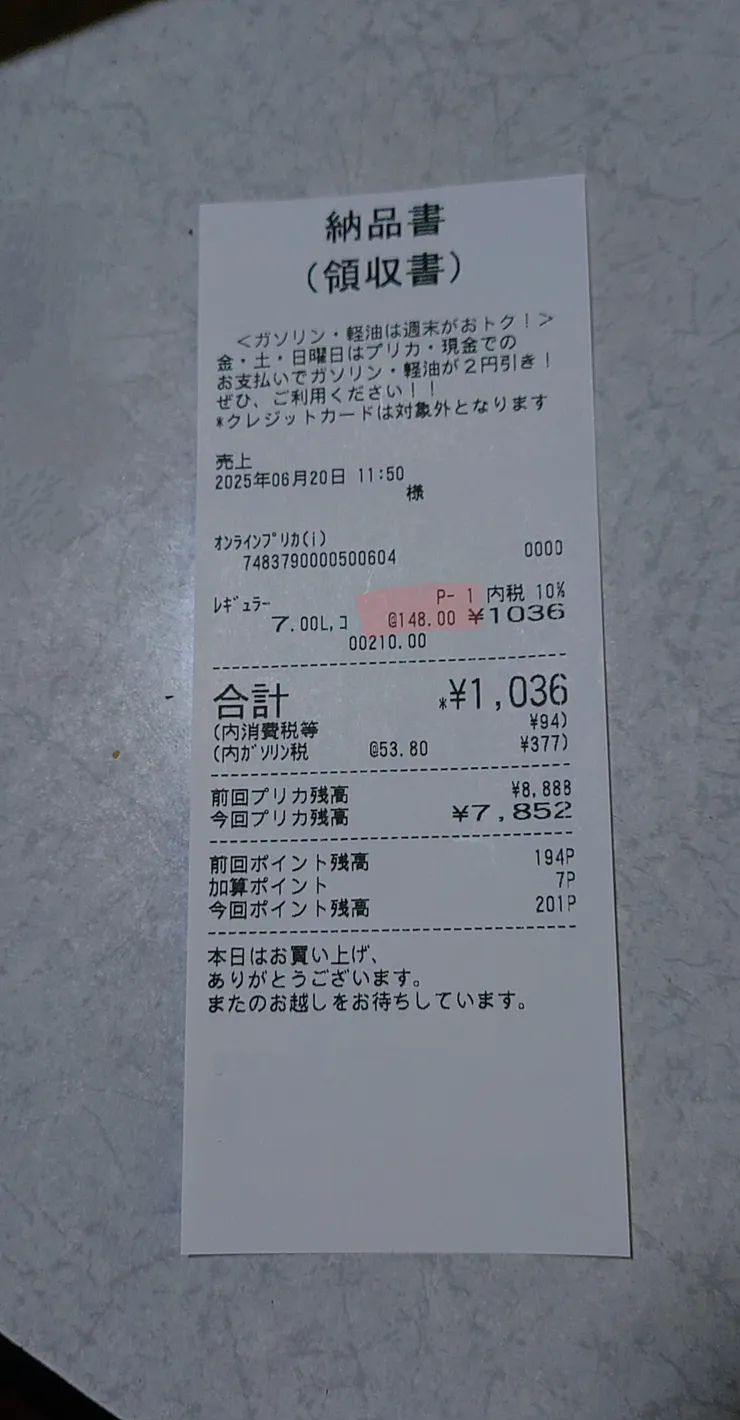 納品書
(領収書)
<ガソリン・軽油は週末がおトク!>
金・土・日曜日はプリカ・現金での
お支払いでガソリン・軽油が2円引き!
ぜひ、ご利用ください!!
*クレジットカードは対象外となります
売上
2025年06月20日 11:50
様
オンラインプリカ(i)
7483790000500604 0000
P- 1 内税 10%
レギュラー
7.00L,コ @148.00 ¥1036
00210.00
合計 *¥1,036
(内消費税等 ¥94)
(内ガソリン税 @53.80 ¥377)
前回プリカ残高 ¥8,888
今回プリカ残高 ¥7,852
前回ポイント残高 194P
加算ポイント 7P
今回ポイント残高 201P
本日はお買い上げ、
ありがとうございます。
またのお越しをお待ちしています。